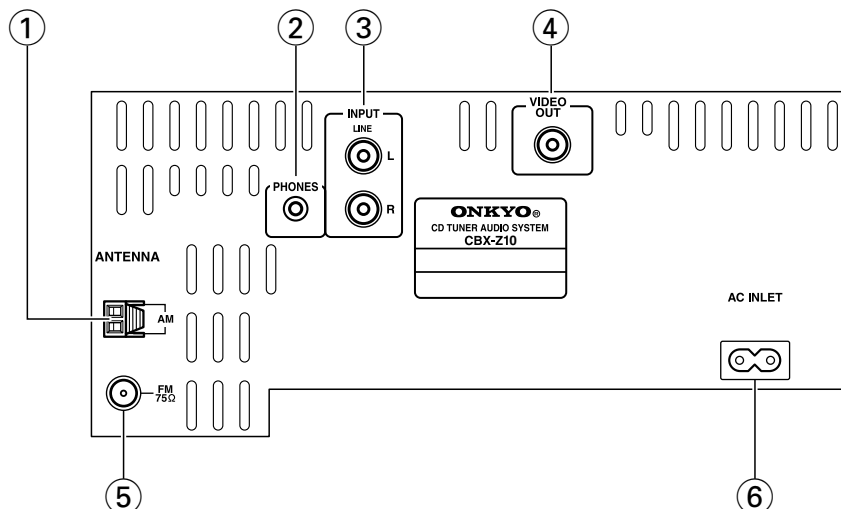 1 2 3 4
VIDEO
OUT
INPUT
LINE
L
PHONES
R
ONKYO®
CD TUNER AUDIO SYSTEM
CBX-Z10
ANTENNA
AC INLET
AM
FM
75Ω
5 6